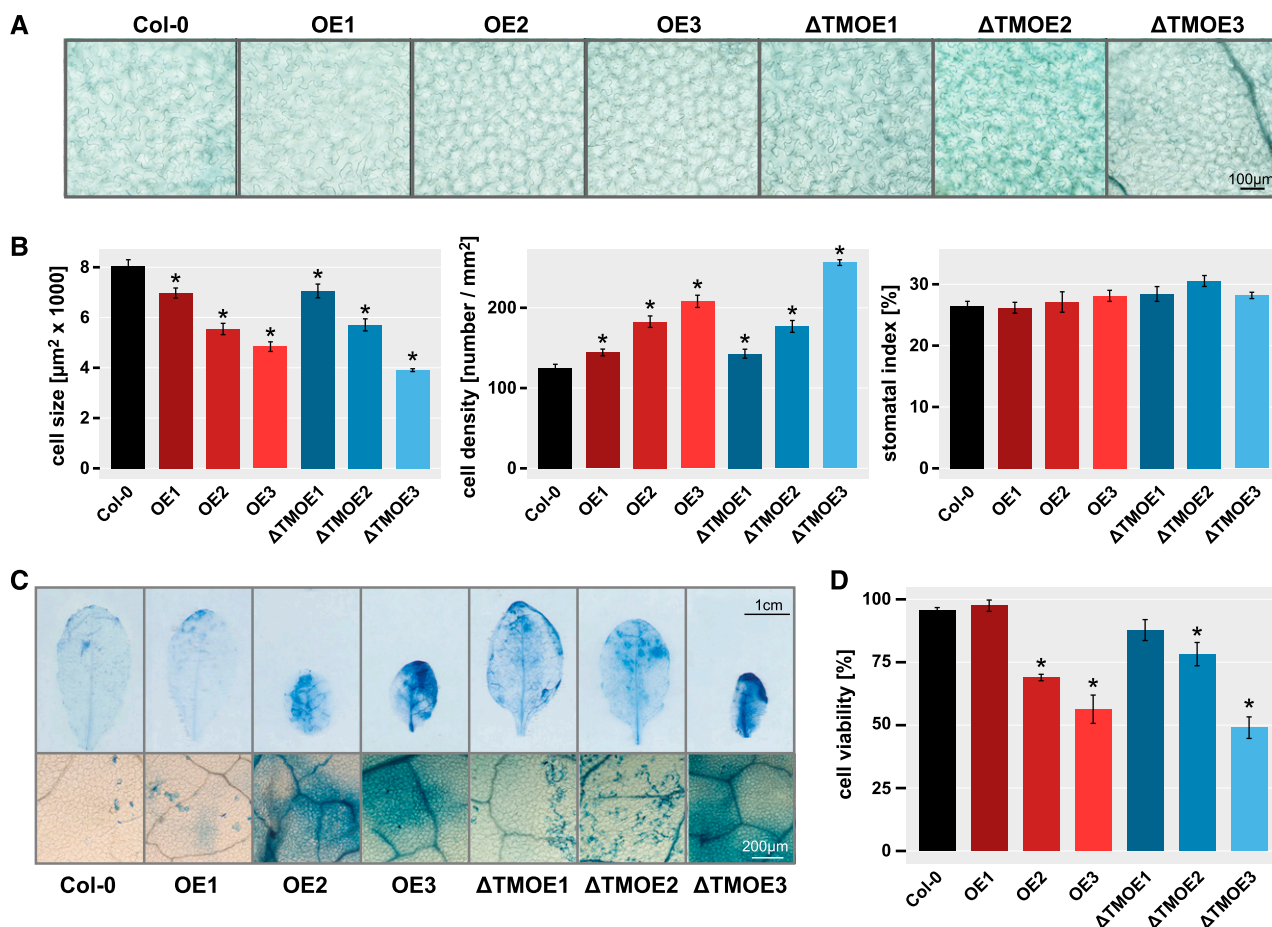 A
Col-0 OE1 OE2 OE3 ΔTMOE1 ΔTMOE2 ΔTMOE3
100µm
B
cell size [µm² x 1000]
8
6
4
2
0
* * * * * *
Col-0 OE1 OE2 OE3 ΔTMOE1 ΔTMOE2 ΔTMOE3
cell density [number / mm²]
200
100
0
* * * * * *
Col-0 OE1 OE2 OE3 ΔTMOE1 ΔTMOE2 ΔTMOE3
stomatal index [%]
30
20
10
0
Col-0 OE1 OE2 OE3 ΔTMOE1 ΔTMOE2 ΔTMOE3
C
1cm
200µm
Col-0 OE1 OE2 OE3 ΔTMOE1 ΔTMOE2 ΔTMOE3
D
cell viability [%]
100
75
50
25
0
* * * *
Col-0 OE1 OE2 OE3 ΔTMOE1 ΔTMOE2 ΔTMOE3